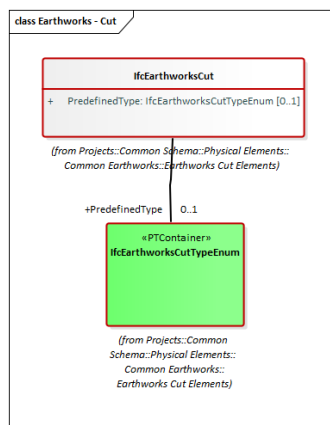 class Earthworks - Cut
IfcEarthworksCut
+ PredefinedType: IfcEarthworksCutTypeEnum [0..1]
(from Projects::Common Schema::Physical Elements::
Common Earthworks::Earthworks Cut Elements)
+PredefinedType 0..1
«PTContainer»
IfcEarthworksCutTypeEnum
(from Projects::Common
Schema::Physical Elements::
Common Earthworks::
Earthworks Cut Elements)